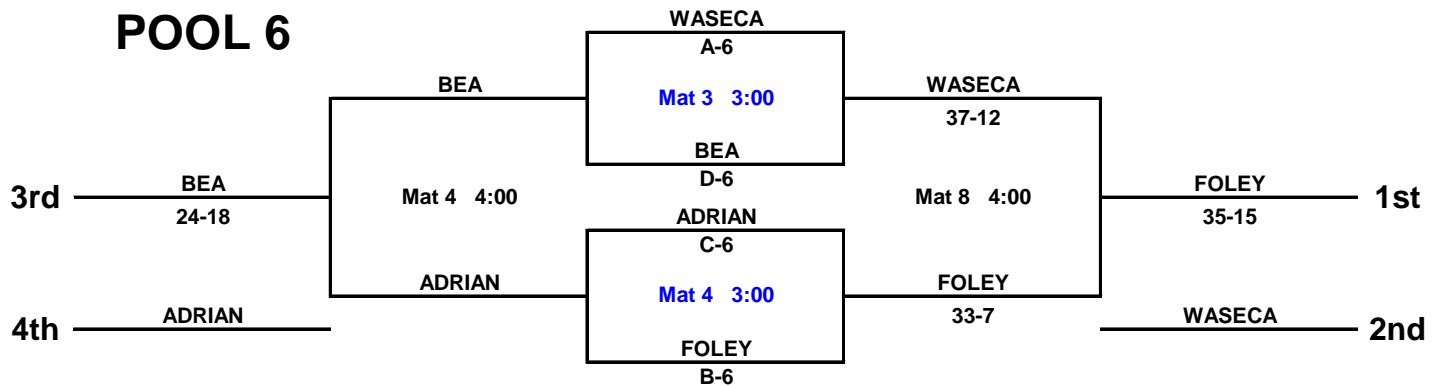 POOL 6
WASECA
A-6
BEA
Mat 3 3:00
WASECA
37-12
BEA
D-6
3rd
BEA
24-18
Mat 4 4:00
Mat 8 4:00
FOLEY
35-15
1st
ADRIAN
C-6
ADRIAN
Mat 4 3:00
FOLEY
33-7
4th
ADRIAN
WASECA
2nd
FOLEY
B-6